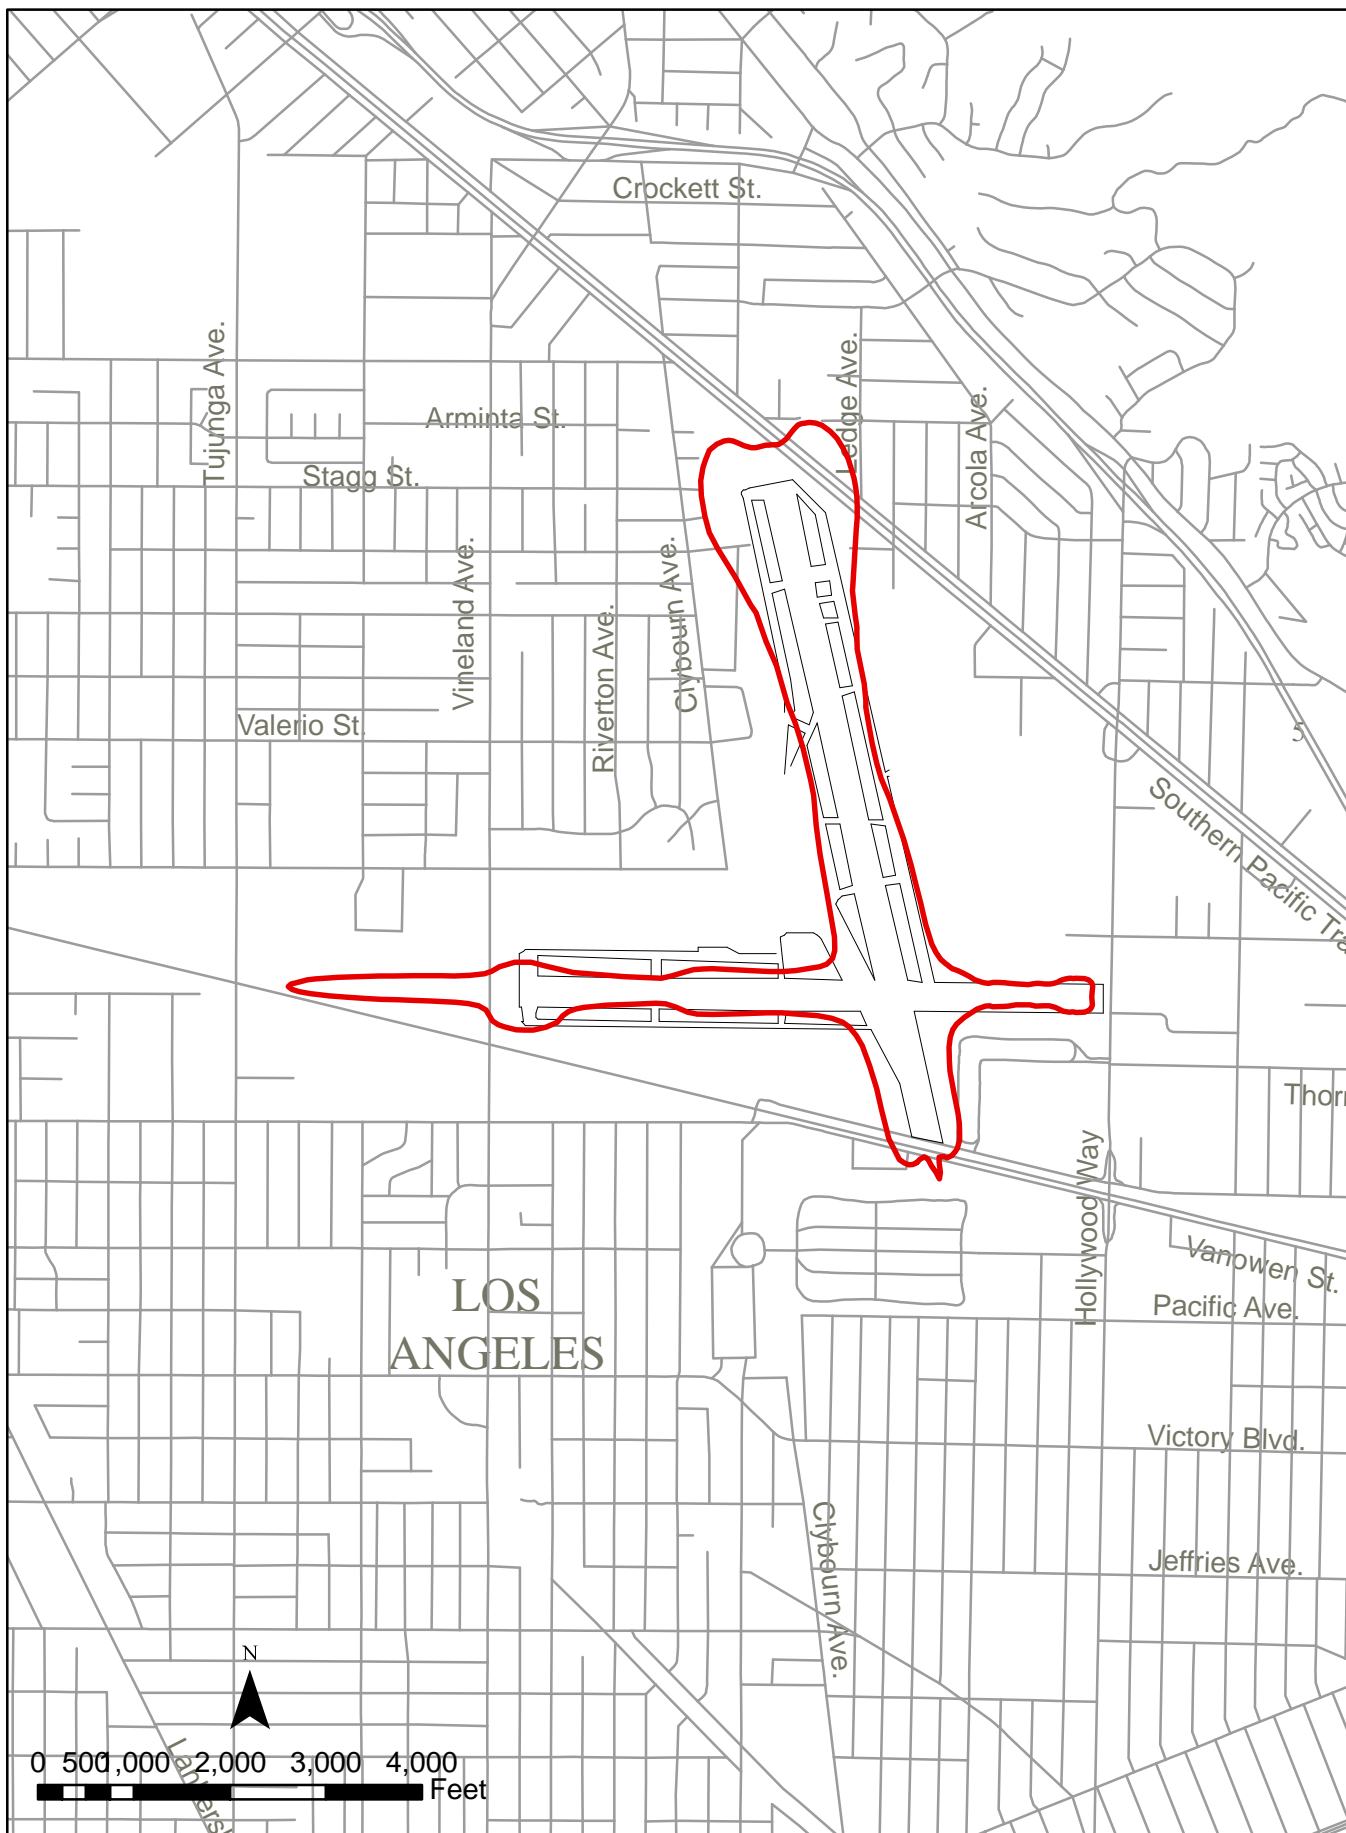 Crockett St.
Tujunga Ave.
Ledge Ave.
Arminta St.
Arcola Ave.
Stagg St.
Vineland Ave.
Clybourn Ave.
Riverton Ave.
Valerio St.
5
Southern Pacific Tra
Thorn
Hollywood Way
Vanowen St.
LOS
ANGELES
Pacific Ave.
Victory Blvd.
Clybourn Ave.
Jeffries Ave.
N
0 500 1,000 2,000 3,000 4,000
Feet